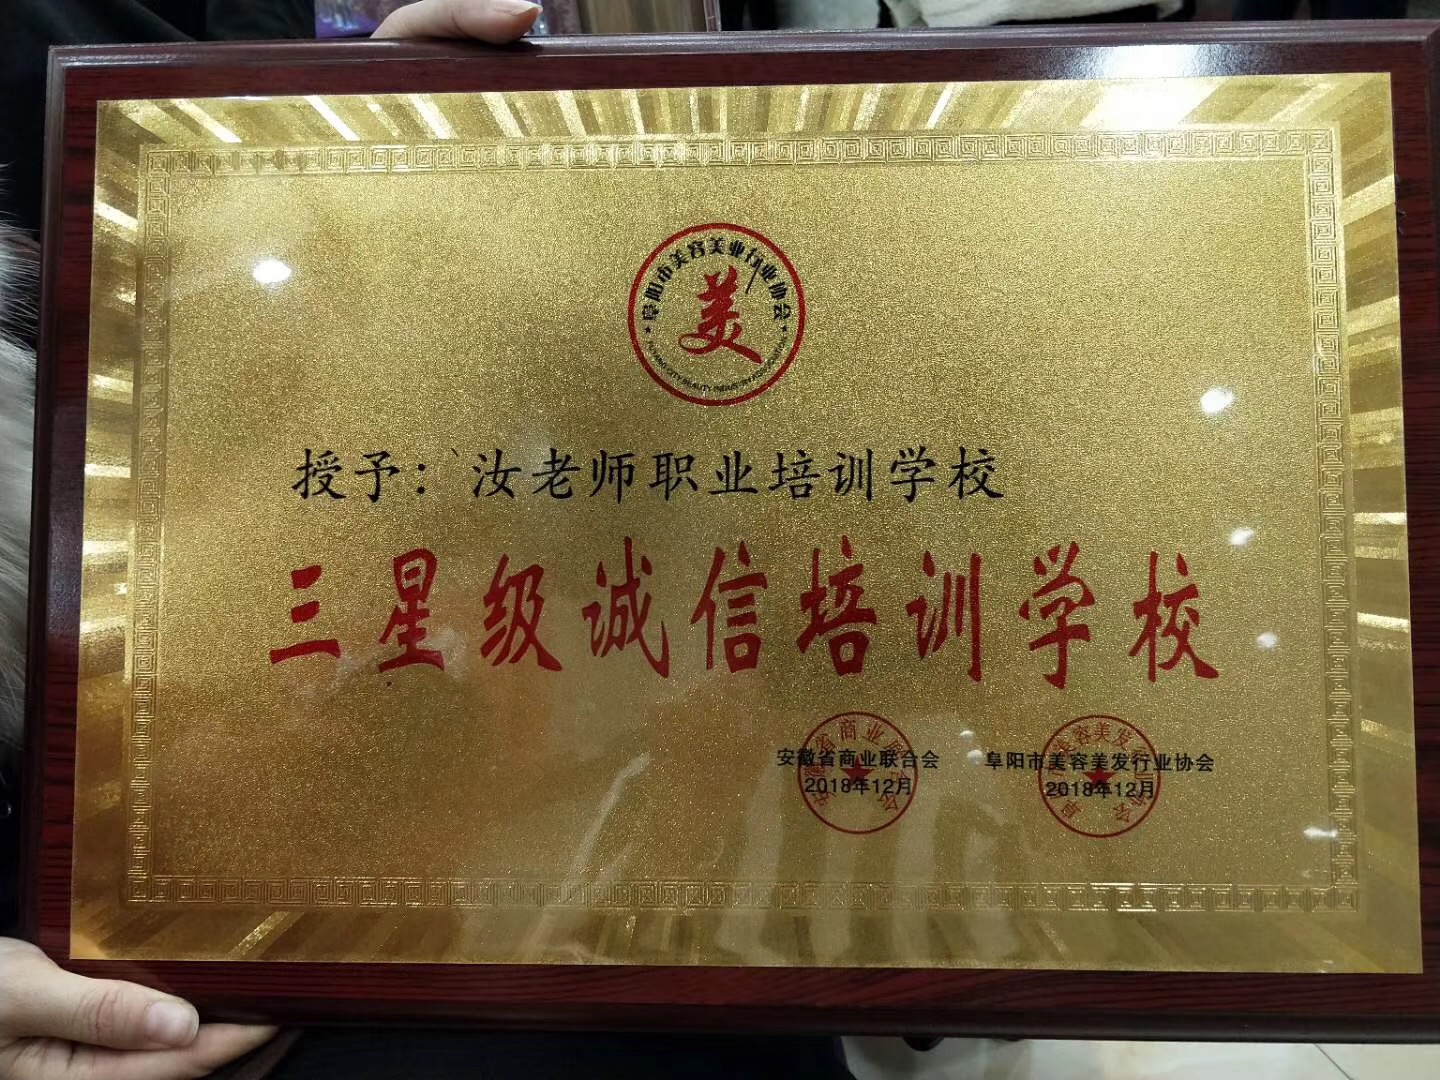 阜阳市美容美业行业协会
美
授予：汝老师职业培训学校
三星级诚信培训学校
安徽省商业联合会
2018年12月
阜阳市美容美发行业协会
2018年12月